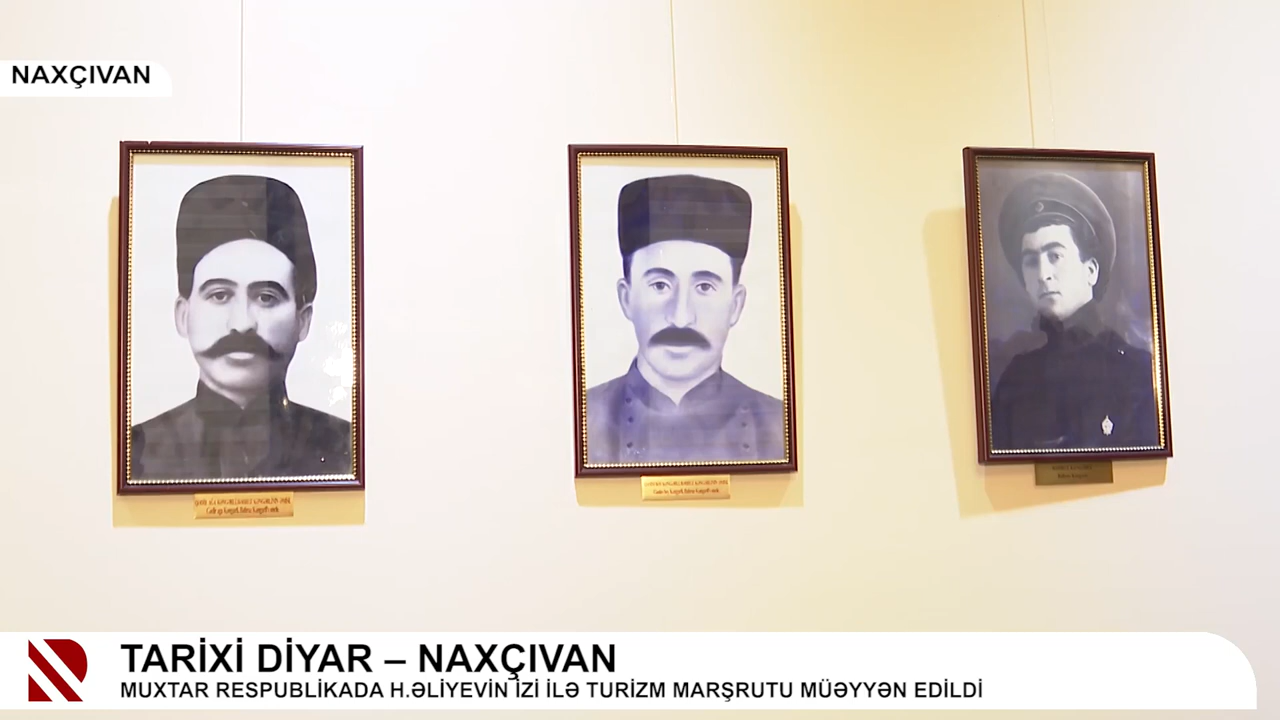 NAXÇIVAN
TARİXİ DİYAR – NAXÇIVAN
MUXTAR RESPUBLİKADA H.ƏLİYEVİN İZİ İLƏ TURİZM MARŞRUTU MÜƏYYƏN EDİLDİ